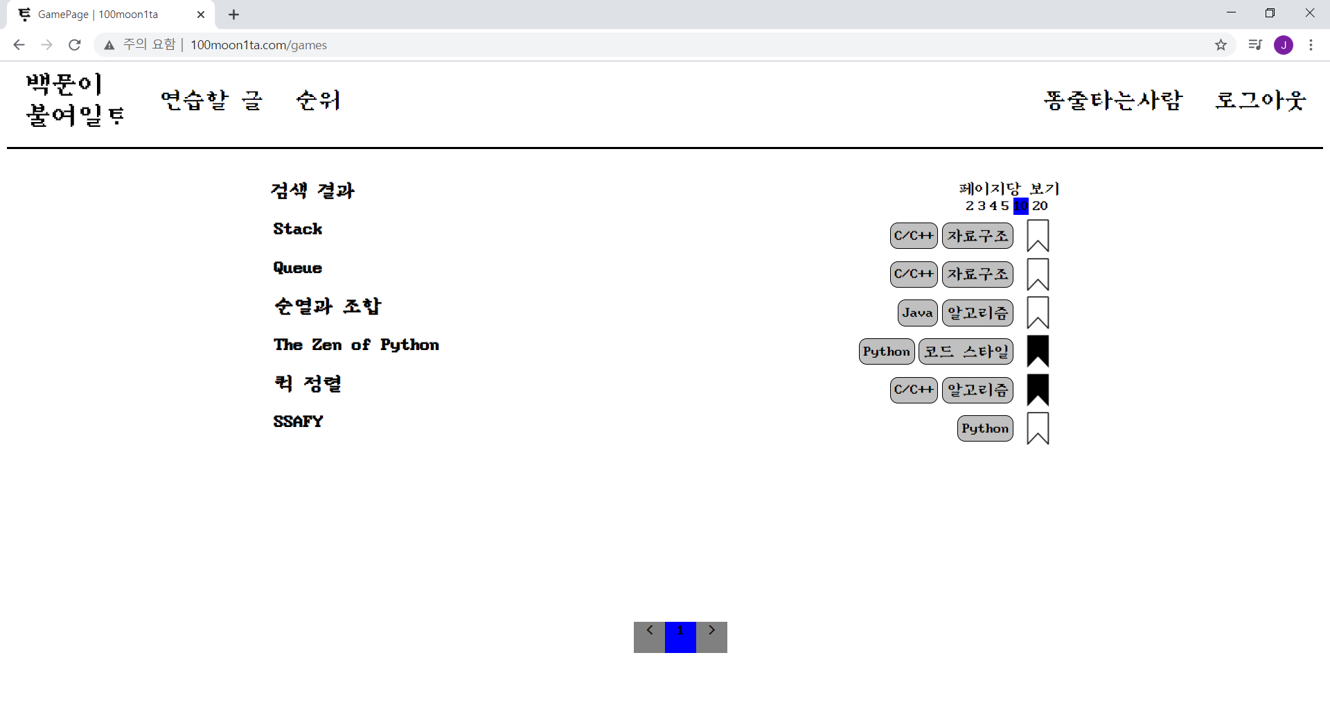 GamePage | 100moon1ta
주의 요함 | 100moon1ta.com/games
J
백문이
불여일토
연습할 글 순위 똥줄타는사람 로그아웃
검색 결과 페이지당 보기
2 3 4 5 10 20
Stack C/C++ 자료구조
Queue C/C++ 자료구조
순열과 조합 Java 알고리즘
The Zen of Python Python 코드 스타일
퀵 정렬 C/C++ 알고리즘
SSAFY Python
< 1 >